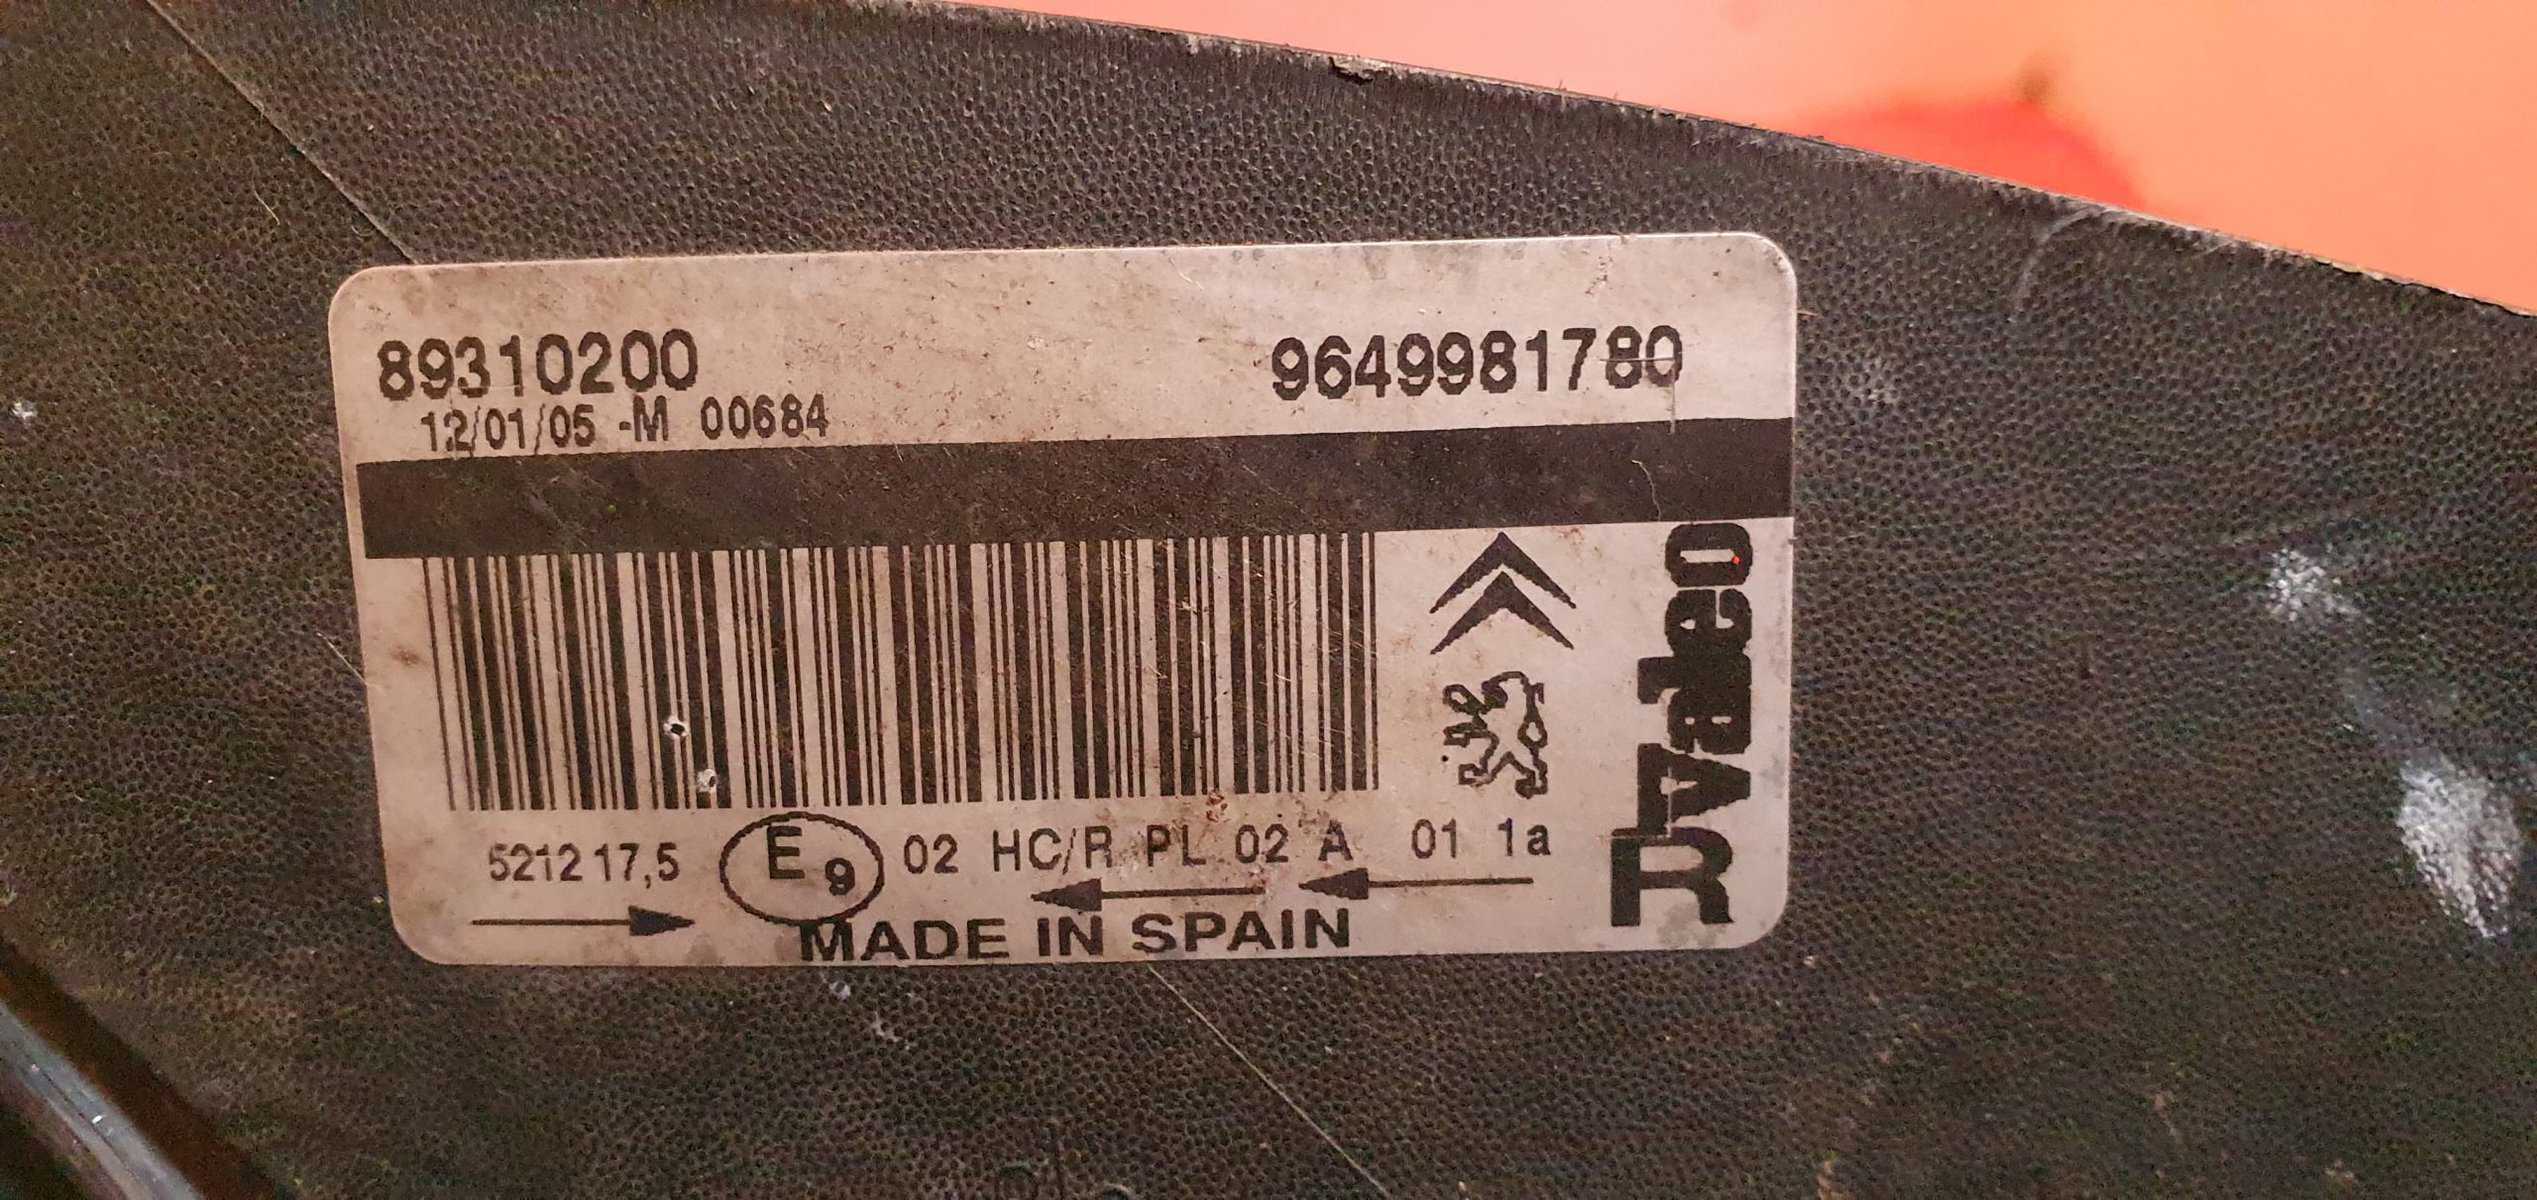 89310200 9649981780
12/01/05 -M 00684
5212 17,5 E 9 02 HC/R PL 02 A 01 1a
MADE IN SPAIN
R Valeo